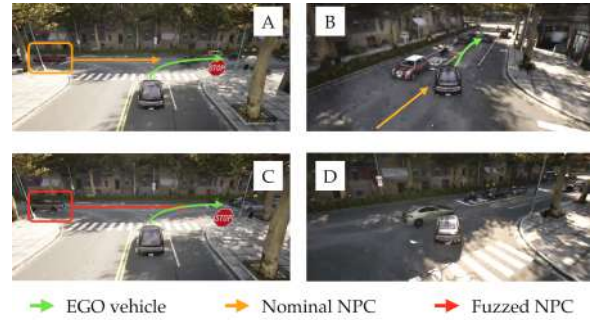 A
B
STOP
C
D
STOP
EGO vehicle
Nominal NPC
Fuzzed NPC